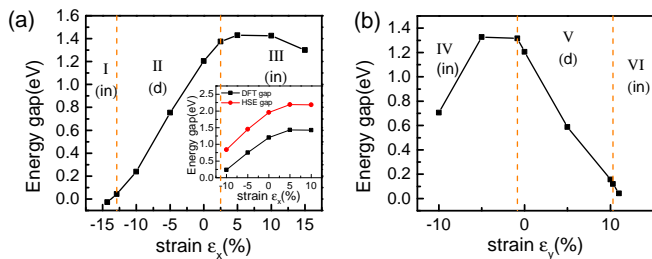 (a)
Energy gap(eV)
1.6
1.4
1.2
1.0
0.8
0.6
0.4
0.2
0.0
I
(in)
II
(d)
III
(in)
DFT gap
HSE gap
Energy gap(eV)
2.5
2.0
1.5
1.0
0.5
0.0
-10 -5 0 5 10
strain εx(%)
-15 -10 -5 0 5 10 15
strain εx(%)
(b)
Energy gap(eV)
1.4
1.2
1.0
0.8
0.6
0.4
0.2
0.0
IV
(in)
V
(d)
VI
(in)
-10 0 10
strain εy(%)